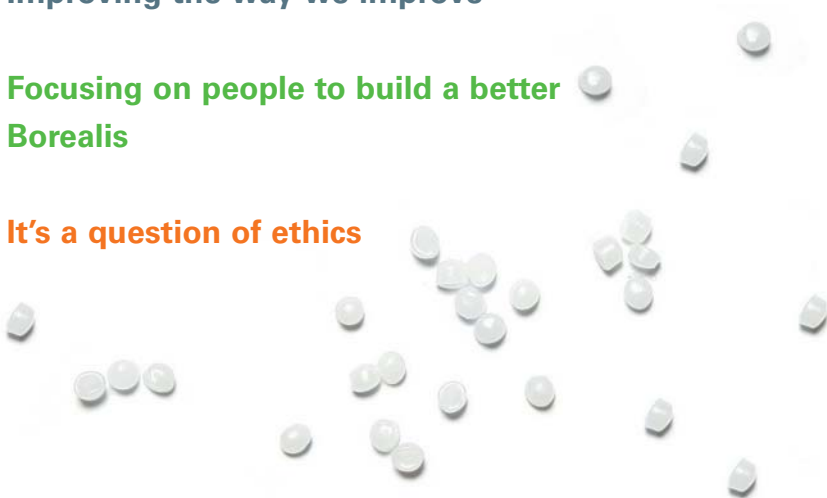 Improving the way we improve
Focusing on people to build a better
Borealis
It's a question of ethics